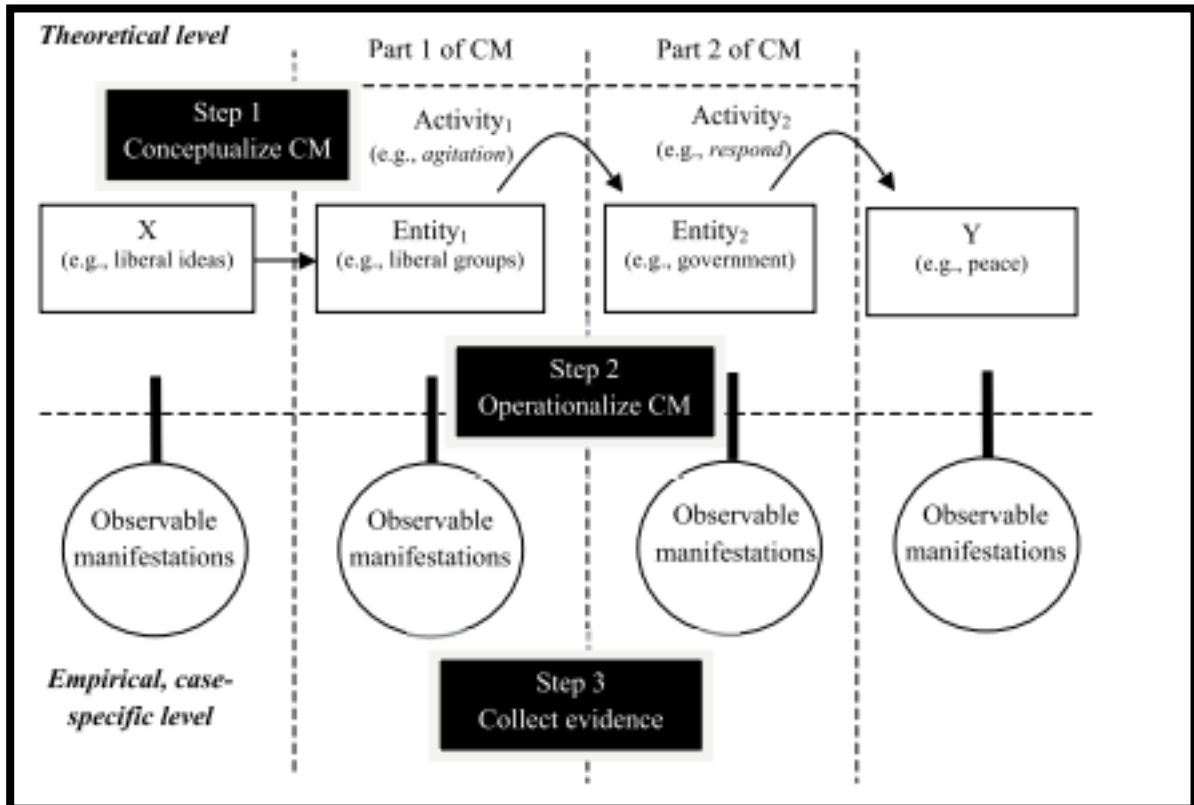 Theoretical level
Part 1 of CM
Part 2 of CM
Step 1
Conceptualize CM
Activity₁
(e.g., agitation)
Activity₂
(e.g., respond)
X
(e.g., liberal ideas)
Entity₁
(e.g., liberal groups)
Entity₂
(e.g., government)
Y
(e.g., peace)
Step 2
Operationalize CM
Observable
manifestations
Observable
manifestations
Observable
manifestations
Observable
manifestations
Empirical, case-
specific level
Step 3
Collect evidence